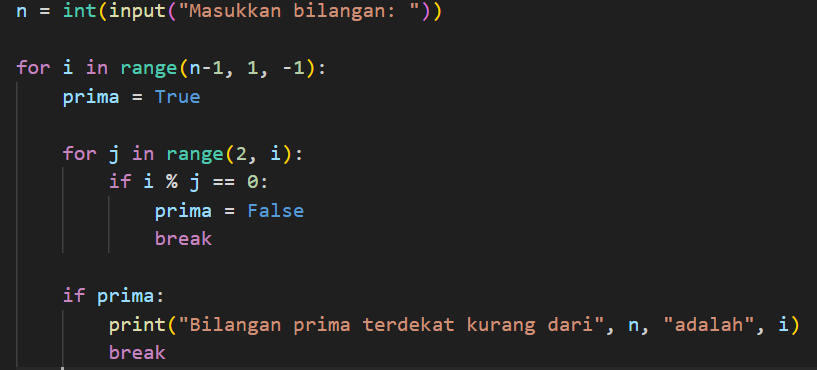 n = int(input("Masukkan bilangan: "))
for i in range(n-1, 1, -1):
    prima = True
    for j in range(2, i):
        if i % j == 0:
            prima = False
            break
    if prima:
        print("Bilangan prima terdekat kurang dari", n, "adalah", i)
        break